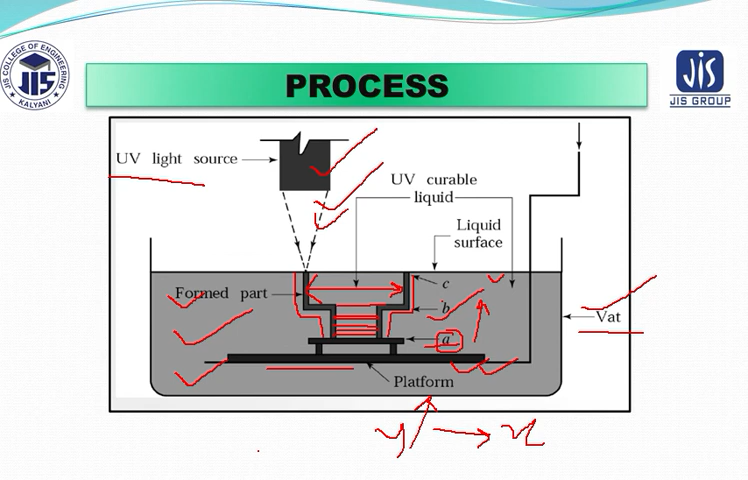 JIS COLLEGE OF ENGINEERING
JIS
KALYANI
PROCESS
JIS
JIS GROUP
UV light source
UV curable
liquid
Liquid
surface
c
Formed part
b
Vat
a
Platform
y
x